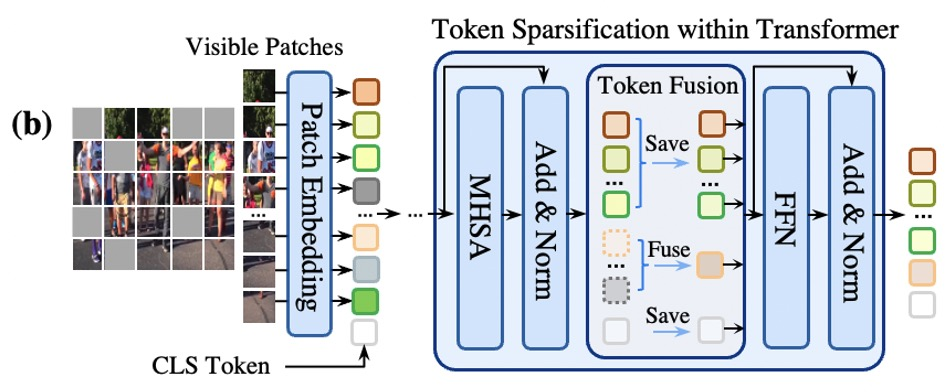 Token Sparsification within Transformer
Visible Patches
(b)
Patch Embedding
...
...
...
MHSA
Add & Norm
Token Fusion
Save
...
...
Fuse
...
Save
FFN
Add & Norm
...
CLS Token